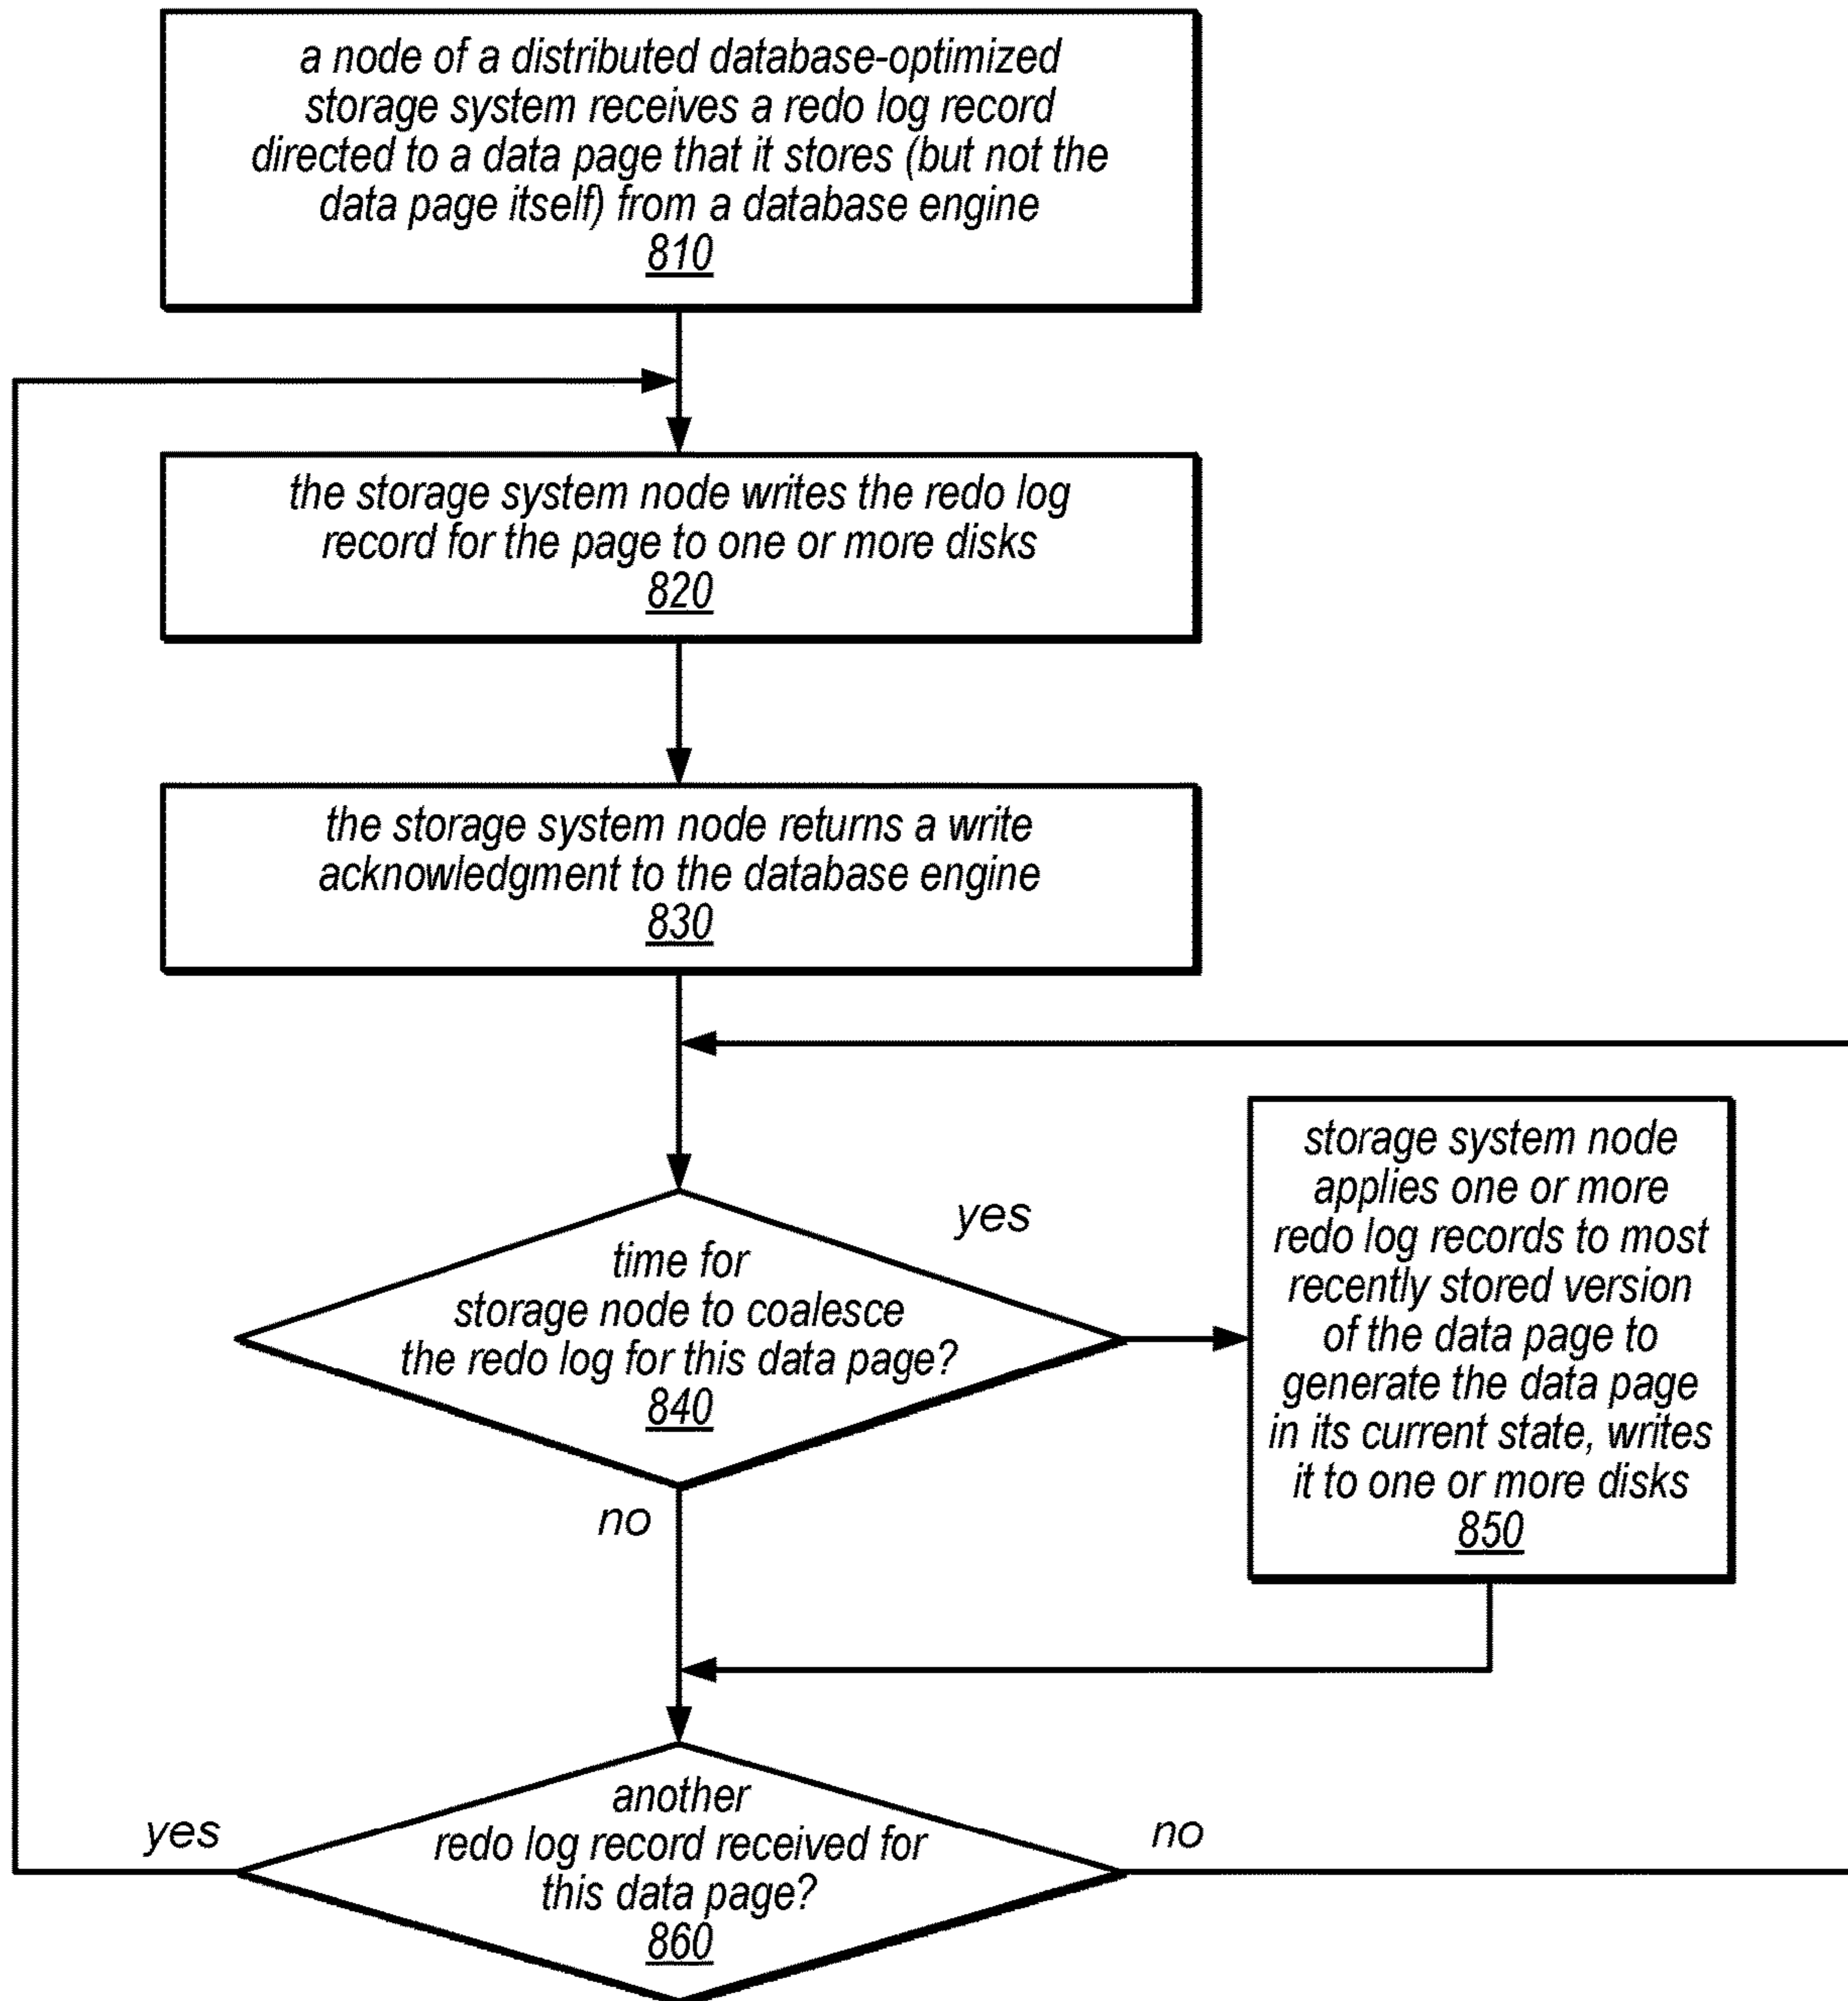 a node of a distributed database-optimized
storage system receives a redo log record
directed to a data page that it stores (but not the
data page itself) from a database engine
810
the storage system node writes the redo log
record for the page to one or more disks
820
the storage system node returns a write
acknowledgment to the database engine
830
time for
storage node to coalesce
the redo log for this data page?
840
yes
no
storage system node
applies one or more
redo log records to most
recently stored version
of the data page to
generate the data page
in its current state, writes
it to one or more disks
850
another
redo log record received for
this data page?
860
yes
no